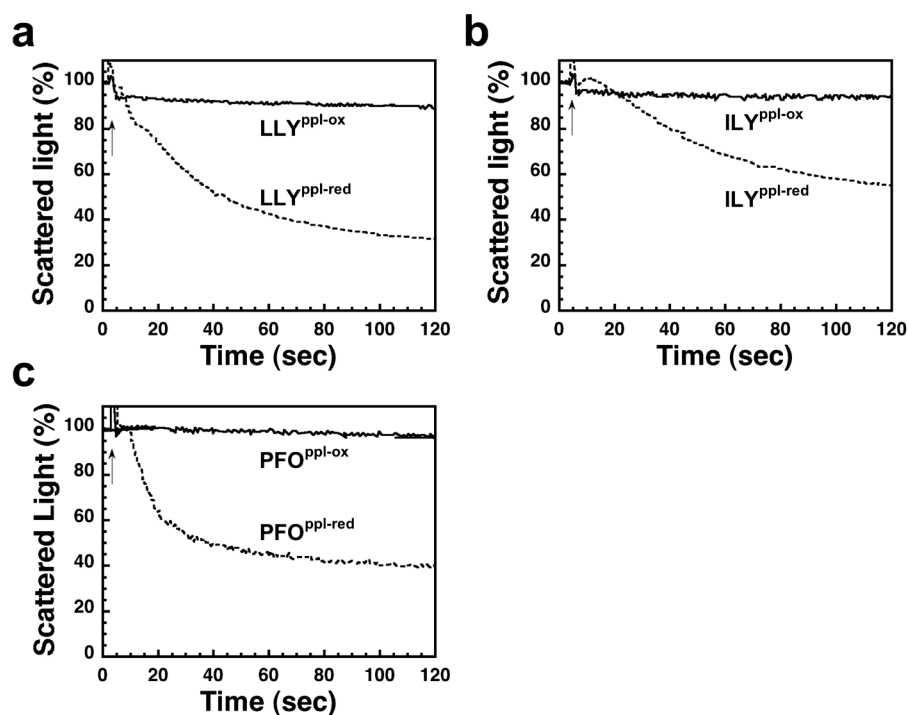 a
Scattered light (%)
100
80
60
40
20
0
LLYppl-ox
LLYppl-red
0 20 40 60 80 100 120
Time (sec)
b
Scattered light (%)
100
80
60
40
20
0
ILYppl-ox
ILYppl-red
0 20 40 60 80 100 120
Time (sec)
c
Scattered Light (%)
100
80
60
40
20
0
PFOppl-ox
PFOppl-red
0 20 40 60 80 100 120
Time (sec)